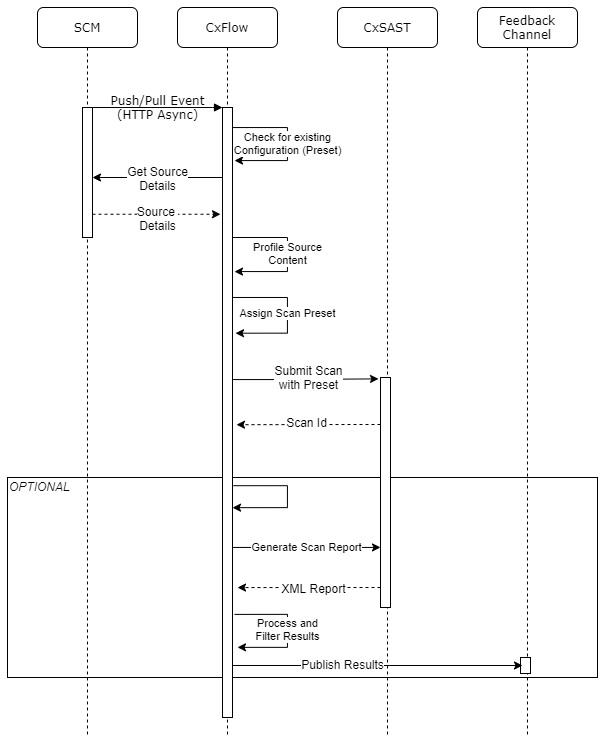 SCM
CxFlow
CxSAST
Feedback
Channel
Push/Pull Event
(HTTP Async)
Check for existing
Configuration (Preset)
Get Source
Details
Source
Details
Profile Source
Content
Assign Scan Preset
Submit Scan
with Preset
Scan Id
OPTIONAL
Generate Scan Report
XML Report
Process and
Filter Results
Publish Results